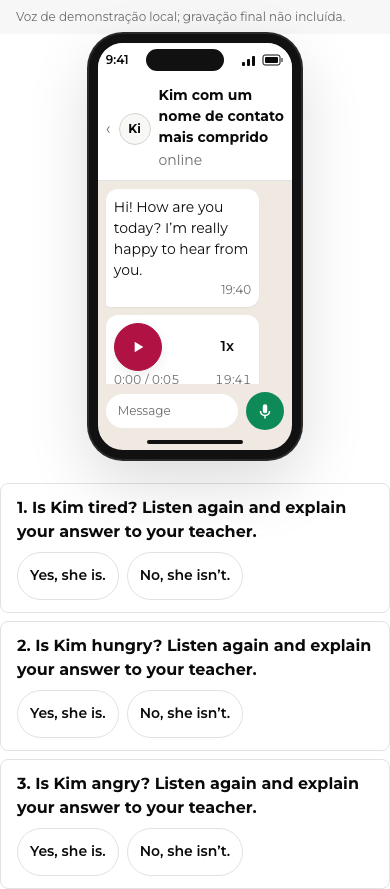 Voz de demonstração local; gravação final não incluída.
9:41
Kim com um
nome de contato
mais comprido
online
Ki
Hi! How are you
today? I’m really
happy to hear from
you.
19:40
1x
0:00 / 0:05
19:41
Message
1. Is Kim tired? Listen again and explain
your answer to your teacher.
Yes, she is.
No, she isn’t.
2. Is Kim hungry? Listen again and explain
your answer to your teacher.
Yes, she is.
No, she isn’t.
3. Is Kim angry? Listen again and explain
your answer to your teacher.
Yes, she is.
No, she isn’t.